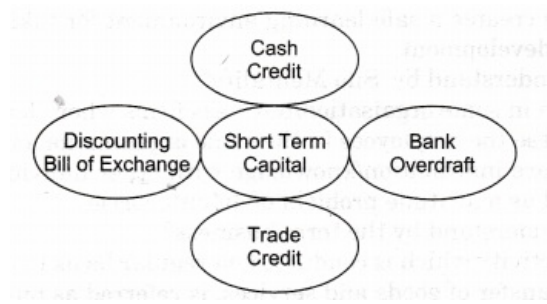 Cash
Credit
Discounting
Bill of Exchange
Short Term
Capital
Bank
Overdraft
Trade
Credit